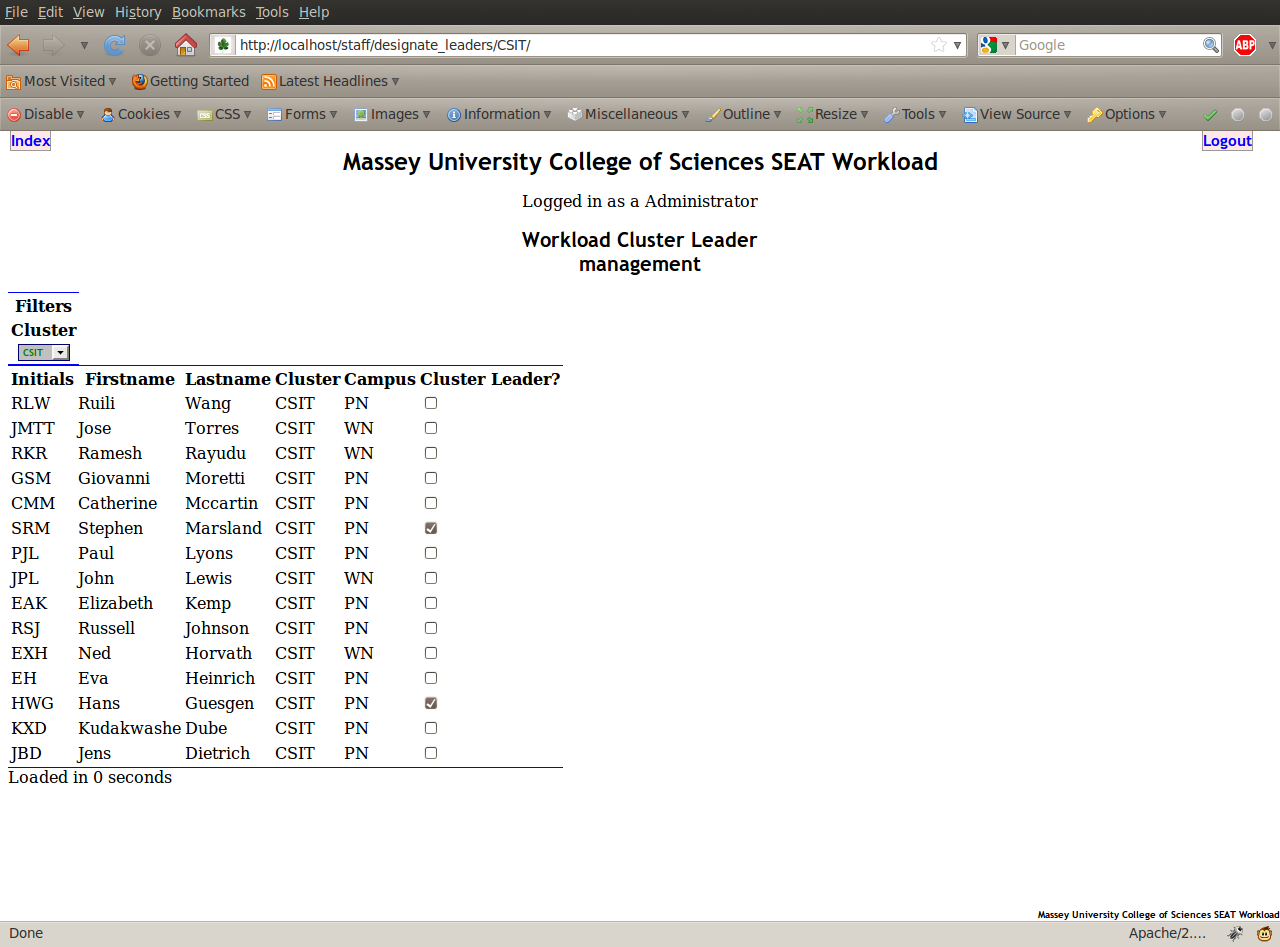 File Edit View History Bookmarks Tools Help
http://localhost/staff/designate_leaders/CSIT/ Google ABP
Most Visited Getting Started Latest Headlines
Disable Cookies CSS Forms Images Information Miscellaneous Outline Resize Tools View Source Options
Index Logout
Massey University College of Sciences SEAT Workload
Logged in as a Administrator
Workload Cluster Leader
management
Filters
Cluster
CSIT
Initials Firstname Lastname Cluster Campus Cluster Leader?
RLW Ruili Wang CSIT PN
JMTT Jose Torres CSIT WN
RKR Ramesh Rayudu CSIT WN
GSM Giovanni Moretti CSIT PN
CMM Catherine Mccartin CSIT PN
SRM Stephen Marsland CSIT PN
PJL Paul Lyons CSIT PN
JPL John Lewis CSIT WN
EAK Elizabeth Kemp CSIT PN
RSJ Russell Johnson CSIT PN
EXH Ned Horvath CSIT WN
EH Eva Heinrich CSIT PN
HWG Hans Guesgen CSIT PN
KXD Kudakwashe Dube CSIT PN
JBD Jens Dietrich CSIT PN
Loaded in 0 seconds
Massey University College of Sciences SEAT Workload
Done Apache/2....